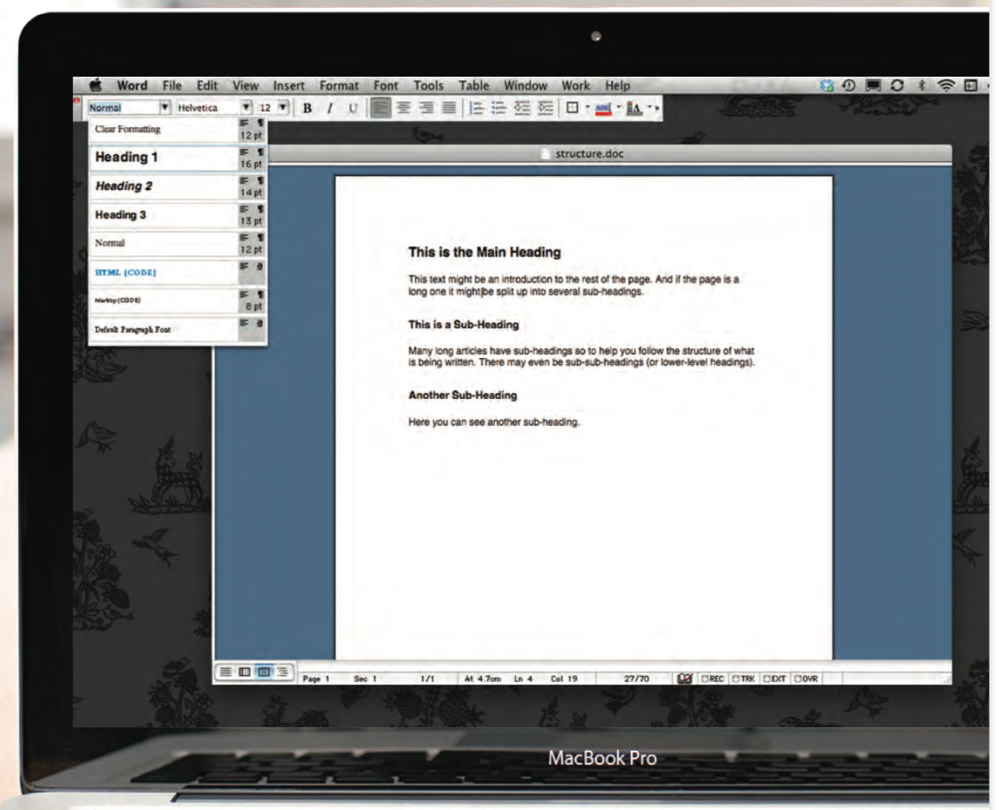 Word File Edit View Insert Format Font Tools Table Window Work Help
Normal Helvetica 12 B I U ABC A
Clear Formatting 12 pt
Heading 1 16 pt
Heading 2 14 pt
Heading 3 13 pt
Normal 12 pt
HTML [CODE] a
Markup (CODE) 8 pt
Default Paragraph Font a
structure.doc
This is the Main Heading
This text might be an introduction to the rest of the page. And if the page is a
long one it might be split up into several sub-headings.
This is a Sub-Heading
Many long articles have sub-headings so to help you follow the structure of what
is being written. There may even be sub-sub-headings (or lower-level headings).
Another Sub-Heading
Here you can see another sub-heading.
Page 1 Sec 1 1/1 At 4.7cm Ln 4 Col 19 27/70 REC TRK EXT OVR
MacBook Pro